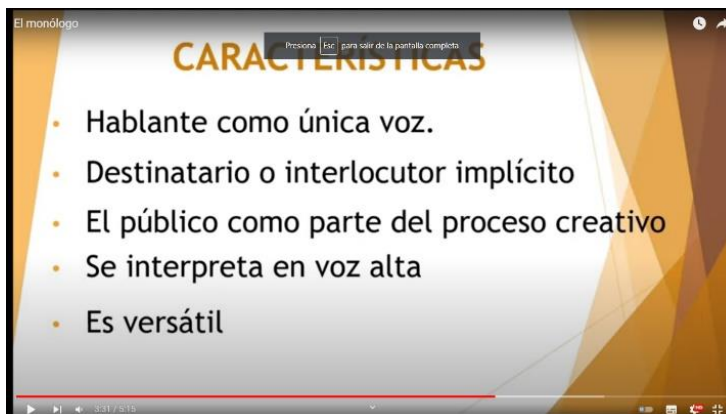 El monólogo
Presiona Esc para salir de la pantalla completa
CARACTERÍSTICAS
• Hablante como única voz.
• Destinatario o interlocutor implícito
• El público como parte del proceso creativo
• Se interpreta en voz alta
• Es versátil
3:31 / 5:15